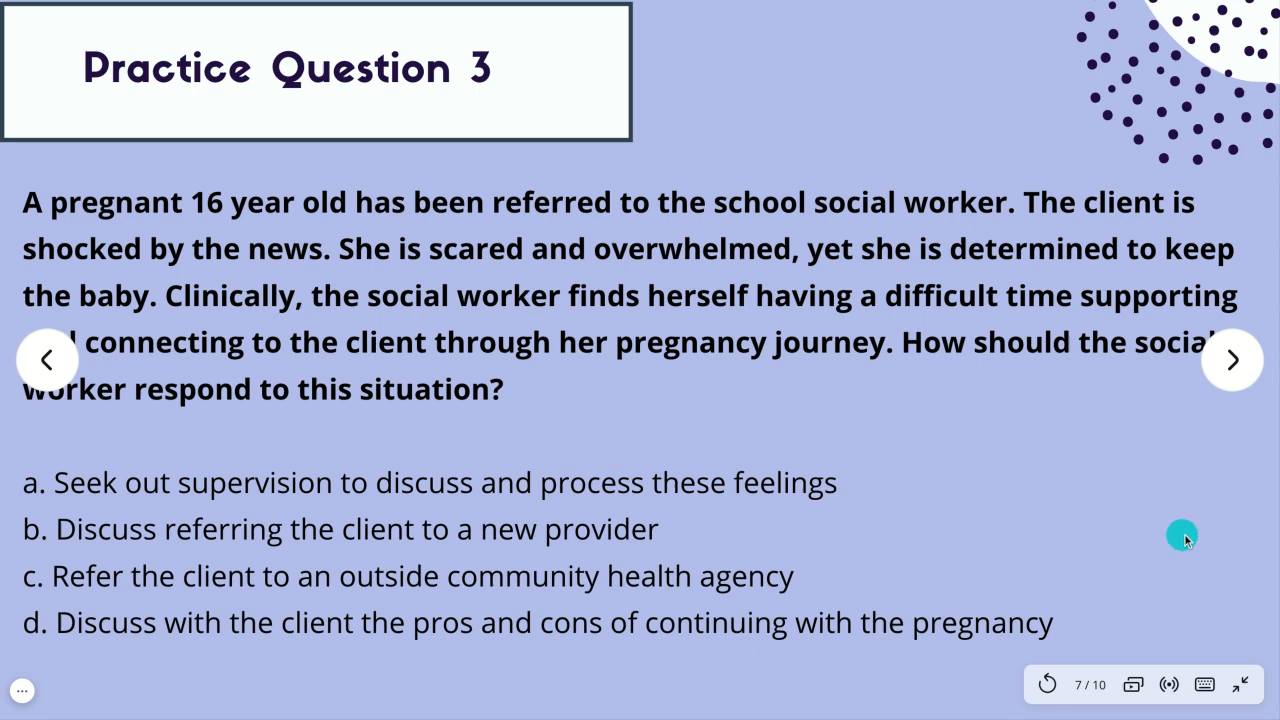 Practice Question 3
A pregnant 16 year old has been referred to the school social worker. The client is
shocked by the news. She is scared and overwhelmed, yet she is determined to keep
the baby. Clinically, the social worker finds herself having a difficult time supporting
connecting to the client through her pregnancy journey. How should the social
worker respond to this situation?
a. Seek out supervision to discuss and process these feelings
b. Discuss referring the client to a new provider
c. Refer the client to an outside community health agency
d. Discuss with the client the pros and cons of continuing with the pregnancy
7 / 10